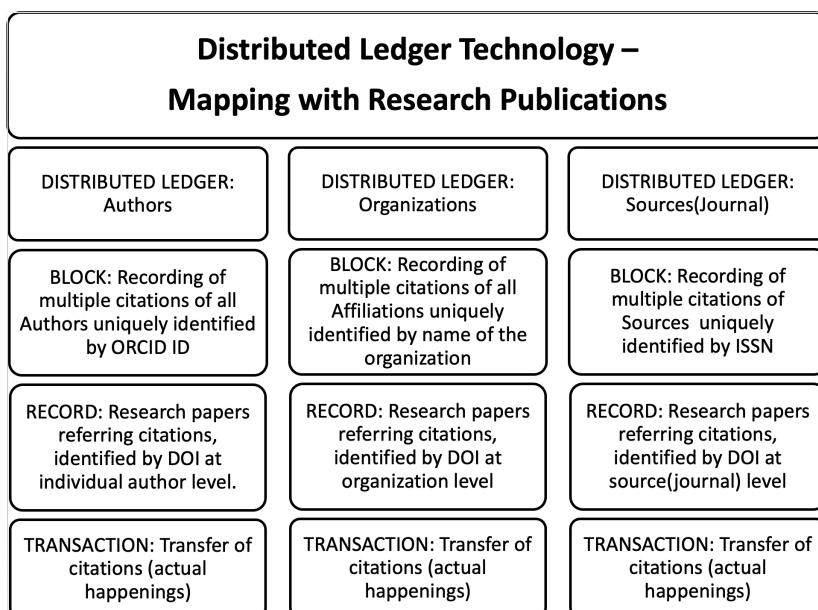 Distributed Ledger Technology –
Mapping with Research Publications
DISTRIBUTED LEDGER:
Authors
DISTRIBUTED LEDGER:
Organizations
DISTRIBUTED LEDGER:
Sources(Journal)
BLOCK: Recording of
multiple citations of all
Authors uniquely identified
by ORCID ID
BLOCK: Recording of
multiple citations of all
Affiliations uniquely
identified by name of the
organization
BLOCK: Recording of
multiple citations of
Sources uniquely
identified by ISSN
RECORD: Research papers
referring citations,
identified by DOI at
individual author level.
RECORD: Research papers
referring citations,
identified by DOI at
organization level
RECORD: Research papers
referring citations,
identified by DOI at
source(journal) level
TRANSACTION: Transfer of
citations (actual
happenings)
TRANSACTION: Transfer of
citations (actual
happenings)
TRANSACTION: Transfer of
citations (actual
happenings)